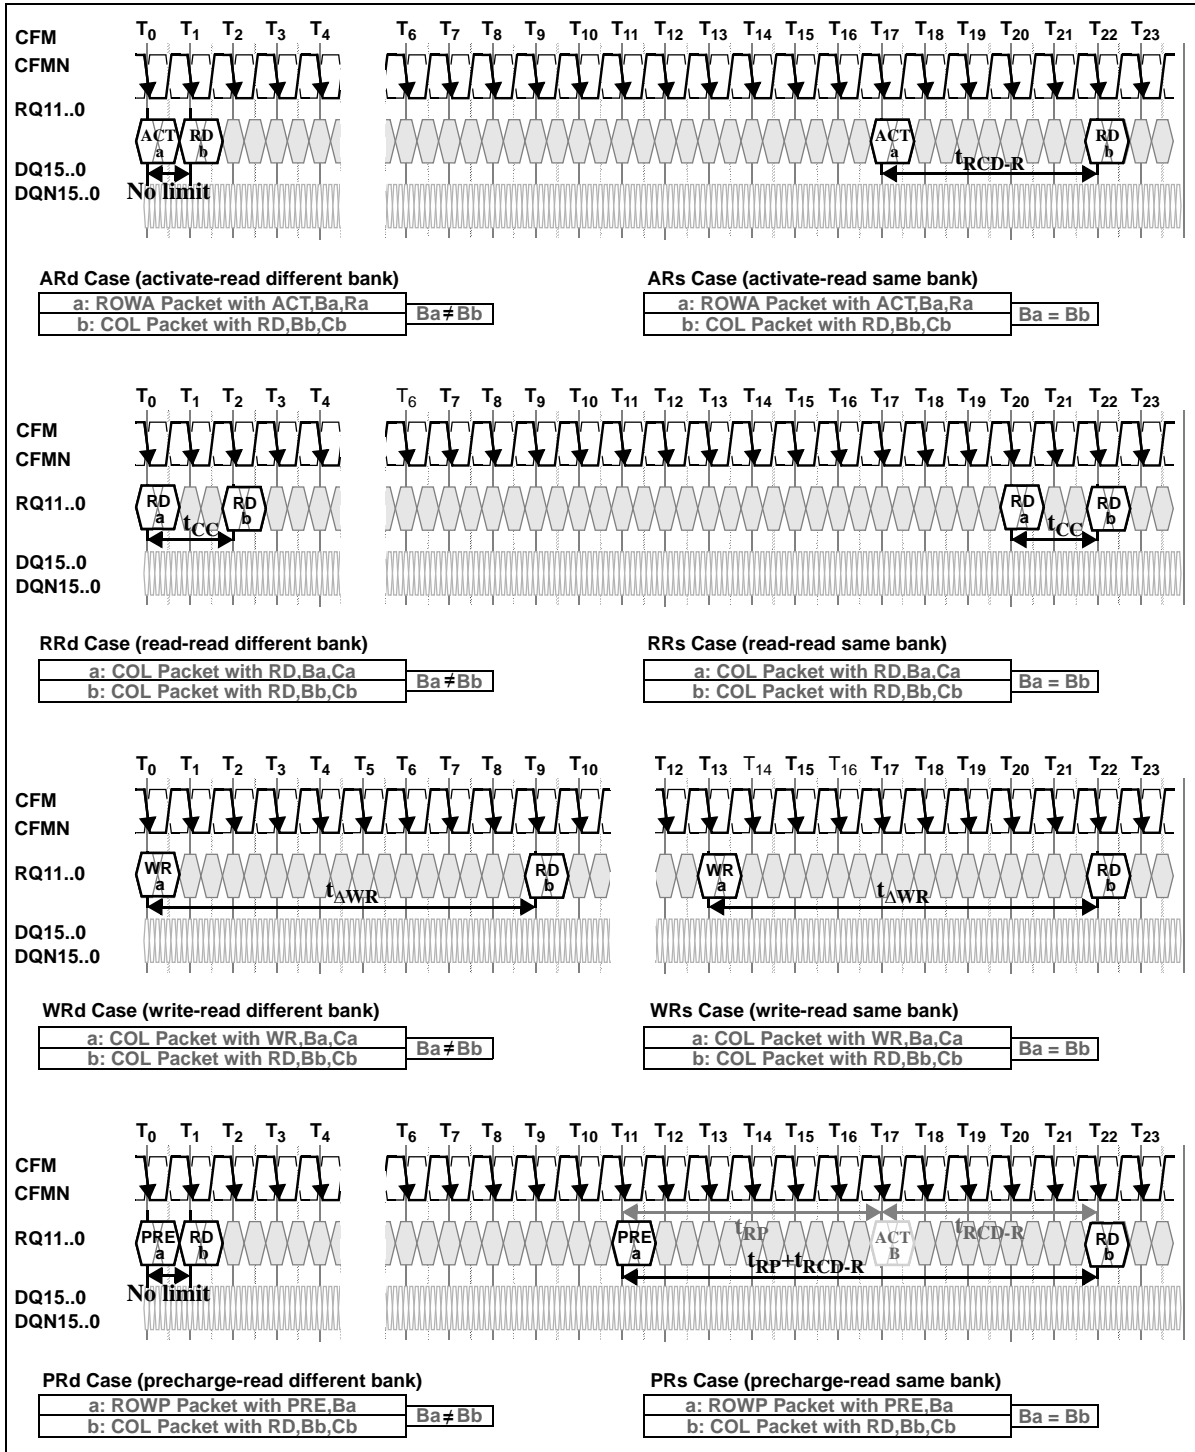 T0 T1 T2 T3 T4 T6 T7 T8 T9 T10 T11 T12 T13 T14 T15 T16 T17 T18 T19 T20 T21 T22 T23
CFM
CFMN
RQ11..0
ACT a RD b ACT a RD b
No limit tRCD-R
DQ15..0
DQN15..0
ARd Case (activate-read different bank) ARs Case (activate-read same bank)
a: ROWA Packet with ACT,Ba,Ra a: ROWA Packet with ACT,Ba,Ra
Ba≠Bb Ba = Bb
b: COL Packet with RD,Bb,Cb b: COL Packet with RD,Bb,Cb
T0 T1 T2 T3 T4 T6 T7 T8 T9 T10 T11 T12 T13 T14 T15 T16 T17 T18 T19 T20 T21 T22 T23
CFM
CFMN
RQ11..0
RD a RD b RD a RD b
tCC tCC
DQ15..0
DQN15..0
RRd Case (read-read different bank) RRs Case (read-read same bank)
a: COL Packet with RD,Ba,Ca a: COL Packet with RD,Ba,Ca
Ba≠Bb Ba = Bb
b: COL Packet with RD,Bb,Cb b: COL Packet with RD,Bb,Cb
T0 T1 T2 T3 T4 T5 T6 T7 T8 T9 T10 T12 T13 T14 T15 T16 T17 T18 T19 T20 T21 T22 T23
CFM
CFMN
RQ11..0
WR a RD b WR a RD b
tΔWR tΔWR
DQ15..0
DQN15..0
WRd Case (write-read different bank) WRs Case (write-read same bank)
a: COL Packet with WR,Ba,Ca a: COL Packet with WR,Ba,Ca
Ba≠Bb Ba = Bb
b: COL Packet with RD,Bb,Cb b: COL Packet with RD,Bb,Cb
T0 T1 T2 T3 T4 T6 T7 T8 T9 T10 T11 T12 T13 T14 T15 T16 T17 T18 T19 T20 T21 T22 T23
CFM
CFMN
tRP tRCD-R
RQ11..0
PRE a RD b PRE a ACT B RD b
No limit tRP+tRCD-R
DQ15..0
DQN15..0
PRd Case (precharge-read different bank) PRs Case (precharge-read same bank)
a: ROWP Packet with PRE,Ba a: ROWP Packet with PRE,Ba
Ba≠Bb Ba = Bb
b: COL Packet with RD,Bb,Cb b: COL Packet with RD,Bb,Cb